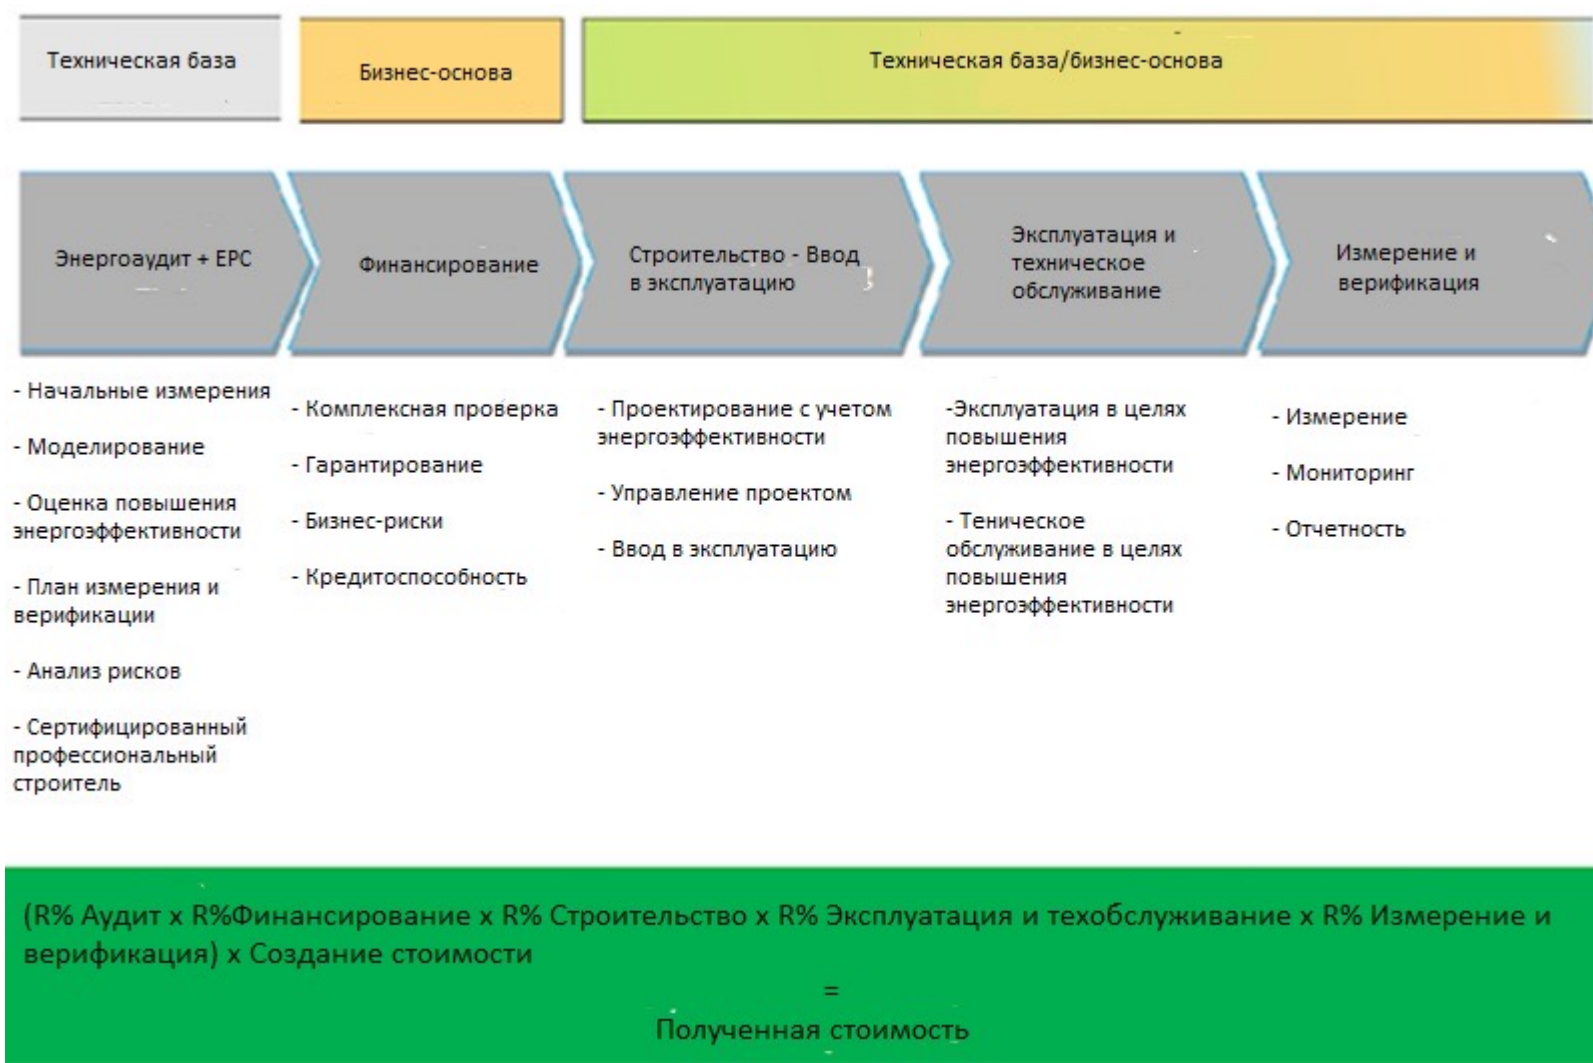 Техническая база
Бизнес-основа
Техническая база/бизнес-основа
Энергоаудит + EPC
Финансирование
Строительство - Ввод
в эксплуатацию
Эксплуатация и
техническое
обслуживание
Измерение и
верификация
- Начальные измерения
- Моделирование
- Оценка повышения
энергоэффективности
- План измерения и
верификации
- Анализ рисков
- Сертифицированный
профессиональный
строитель
- Комплексная проверка
- Гарантирование
- Бизнес-риски
- Кредитоспособность
- Проектирование с учетом
энергоэффективности
- Управление проектом
- Ввод в эксплуатацию
-Эксплуатация в целях
повышения
энергоэффективности
- Теническое
обслуживание в целях
повышения
энергоэффективности
- Измерение
- Мониторинг
- Отчетность
(R% Аудит x R%Финансирование x R% Строительство x R% Эксплуатация и техобслуживание x R% Измерение и
верификация) x Создание стоимости
=
Полученная стоимость